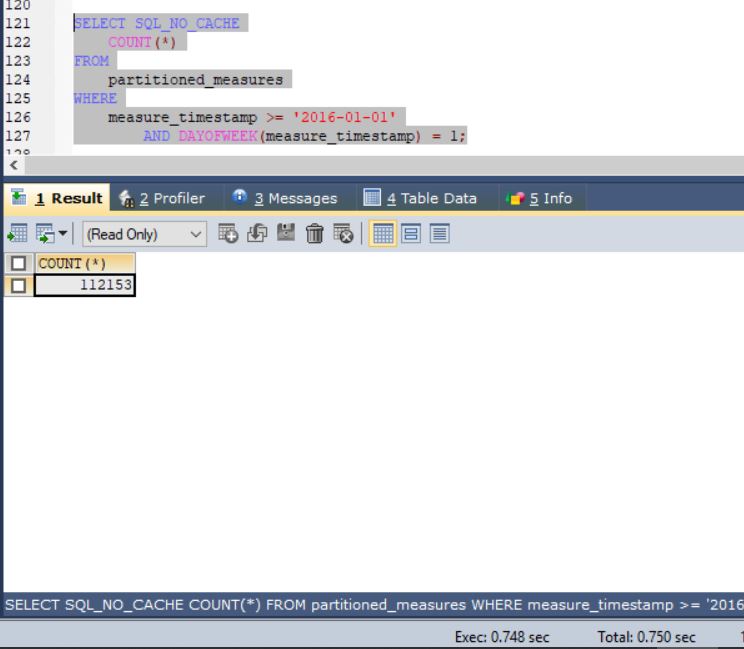 120
121 SELECT SQL_NO_CACHE
122 COUNT(*)
123 FROM
124 partitioned_measures
125 WHERE
126 measure_timestamp >= '2016-01-01'
127 AND DAYOFWEEK(measure_timestamp) = 1;
128
1 Result 2 Profiler 3 Messages 4 Table Data 5 Info
(Read Only)
COUNT(*)
112153
SELECT SQL_NO_CACHE COUNT(*) FROM partitioned_measures WHERE measure_timestamp >= '2016
Exec: 0.748 sec Total: 0.750 sec 1